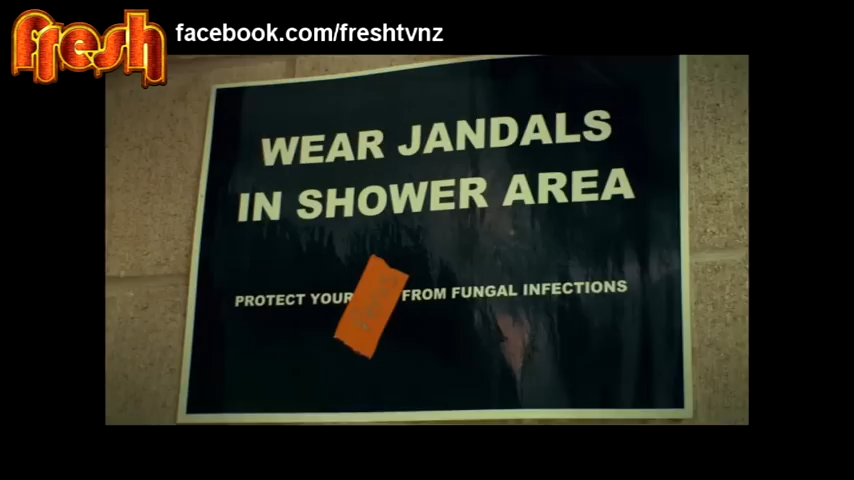 fresh
facebook.com/freshtvnz
WEAR JANDALS
IN SHOWER AREA
PROTECT YOUR FROM FUNGAL INFECTIONS